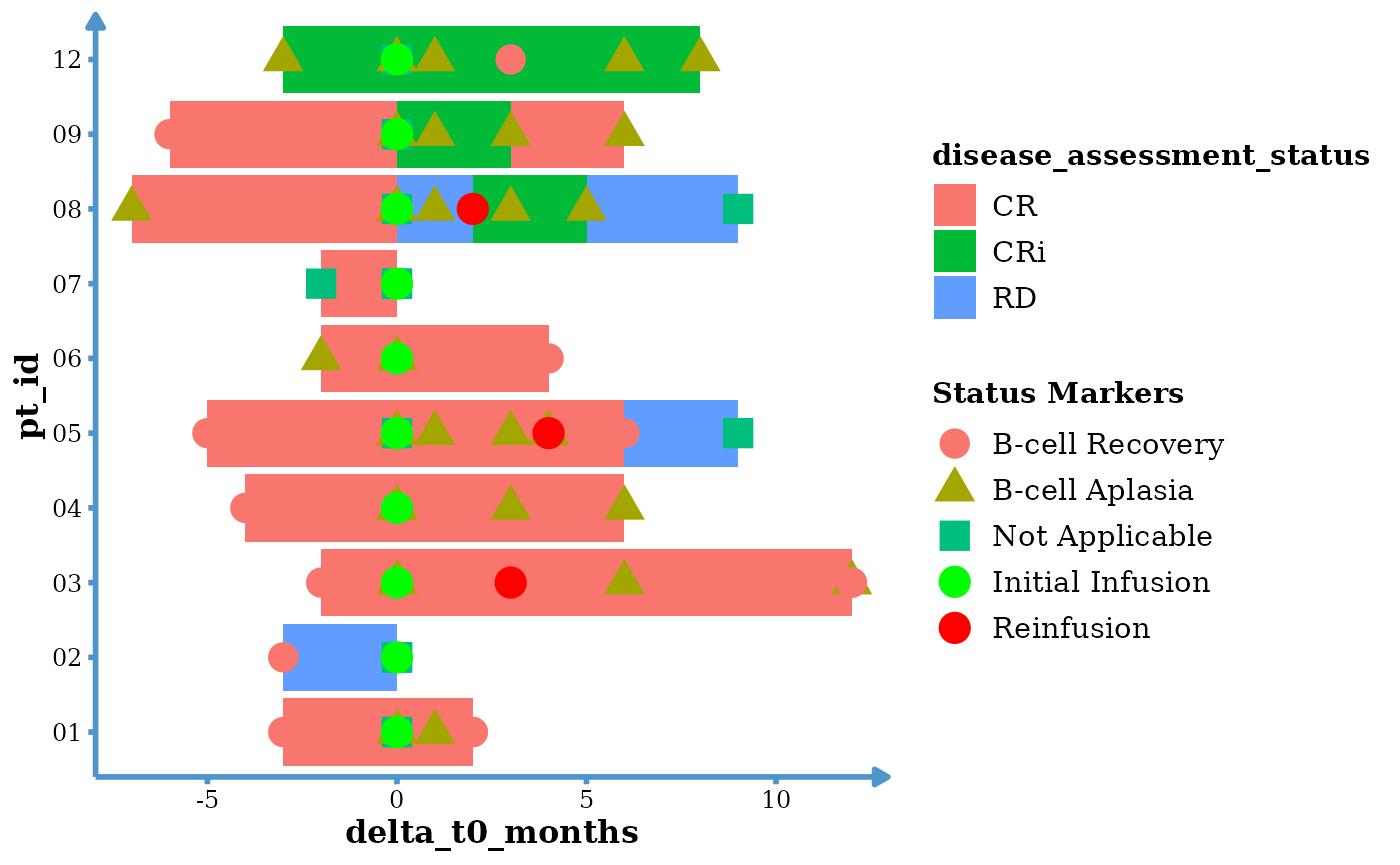 12
09
08
07
06
05
04
03
02
01
pt_id
-5 0 5 10
delta_t0_months
disease_assessment_status
CR
CRi
RD
Status Markers
B-cell Recovery
B-cell Aplasia
Not Applicable
Initial Infusion
Reinfusion